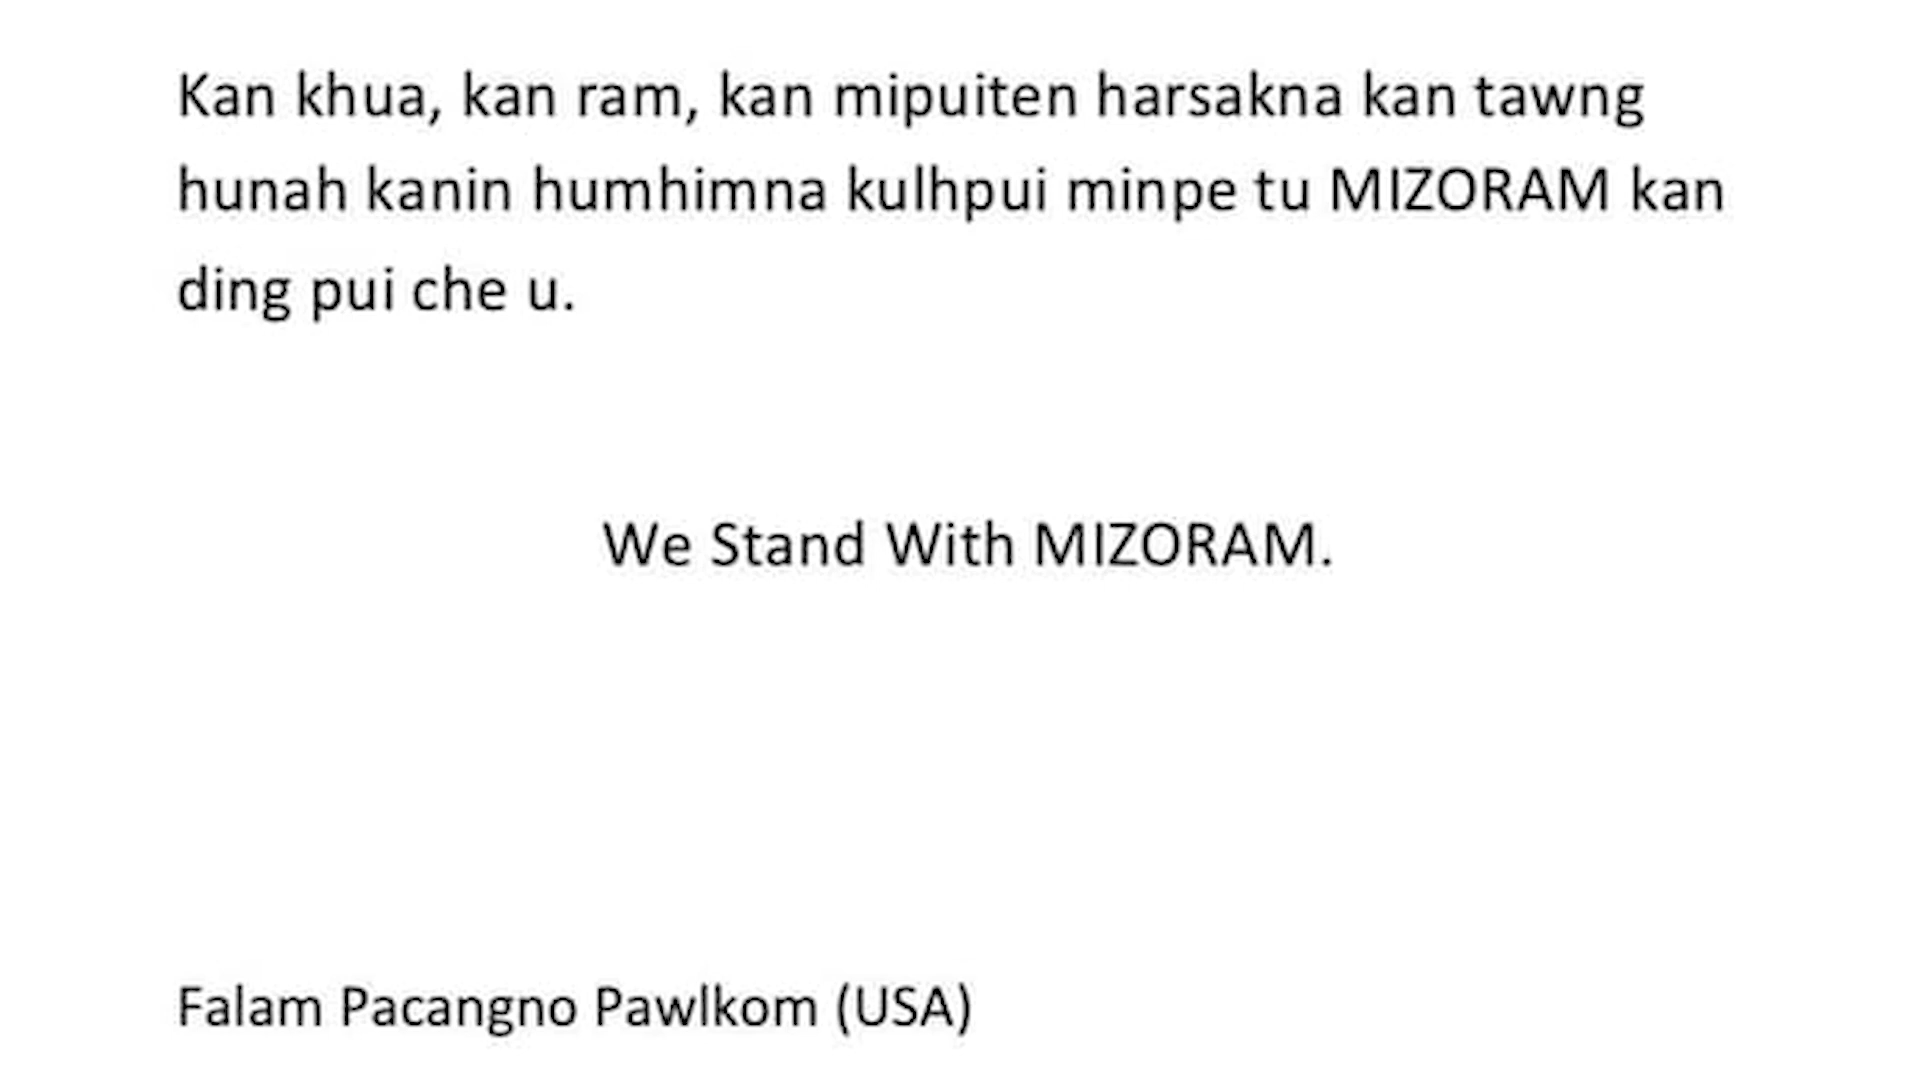 Kan khua, kan ram, kan mipuiten harsakna kan tawng
hunah kanin humhimna kulhpui minpe tu MIZORAM kan
ding pui che u.
We Stand With MIZORAM.
Falam Pacangno Pawlkom (USA)